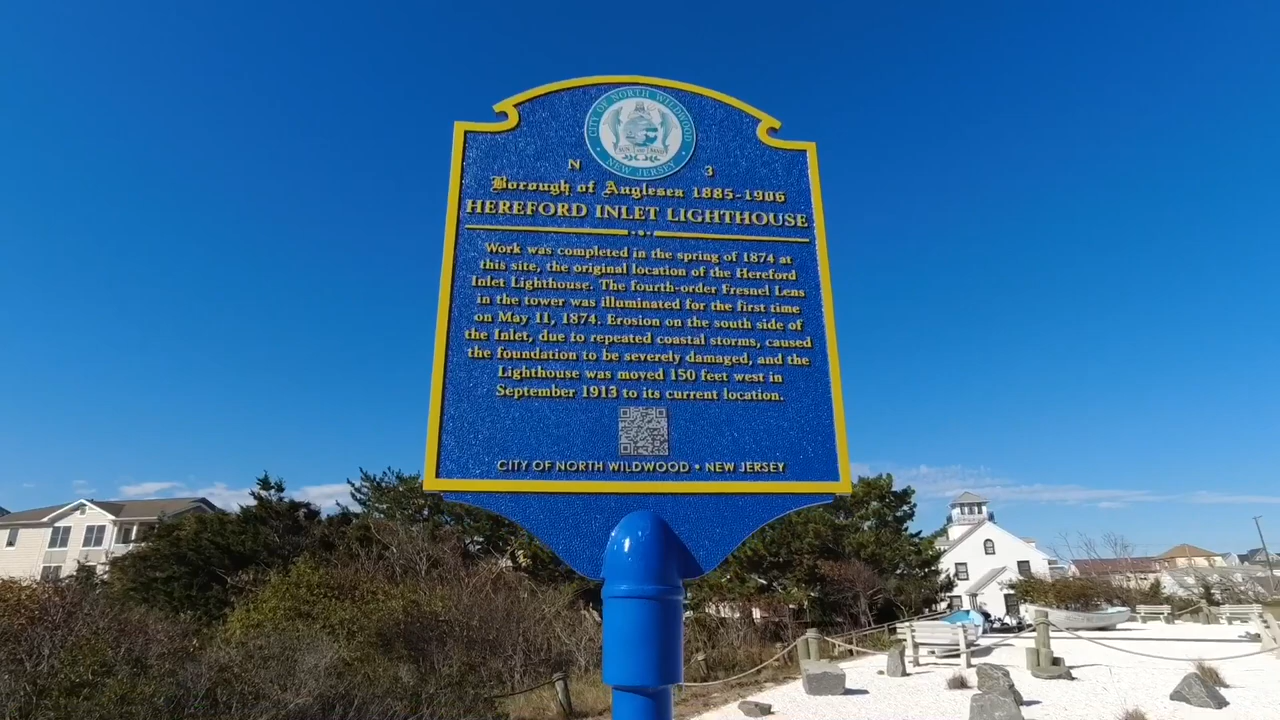 CITY OF NORTH WILDWOOD
NEW JERSEY
N 3
Borough of Anglesea 1885-1906
HEREFORD INLET LIGHTHOUSE
Work was completed in the spring of 1874 at
this site, the original location of the Hereford
Inlet Lighthouse. The fourth-order Fresnel Lens
in the tower was illuminated for the first time
on May 11, 1874. Erosion on the south side of
the Inlet, due to repeated coastal storms, caused
the foundation to be severely damaged, and the
Lighthouse was moved 150 feet west in
September 1913 to its current location.
CITY OF NORTH WILDWOOD • NEW JERSEY